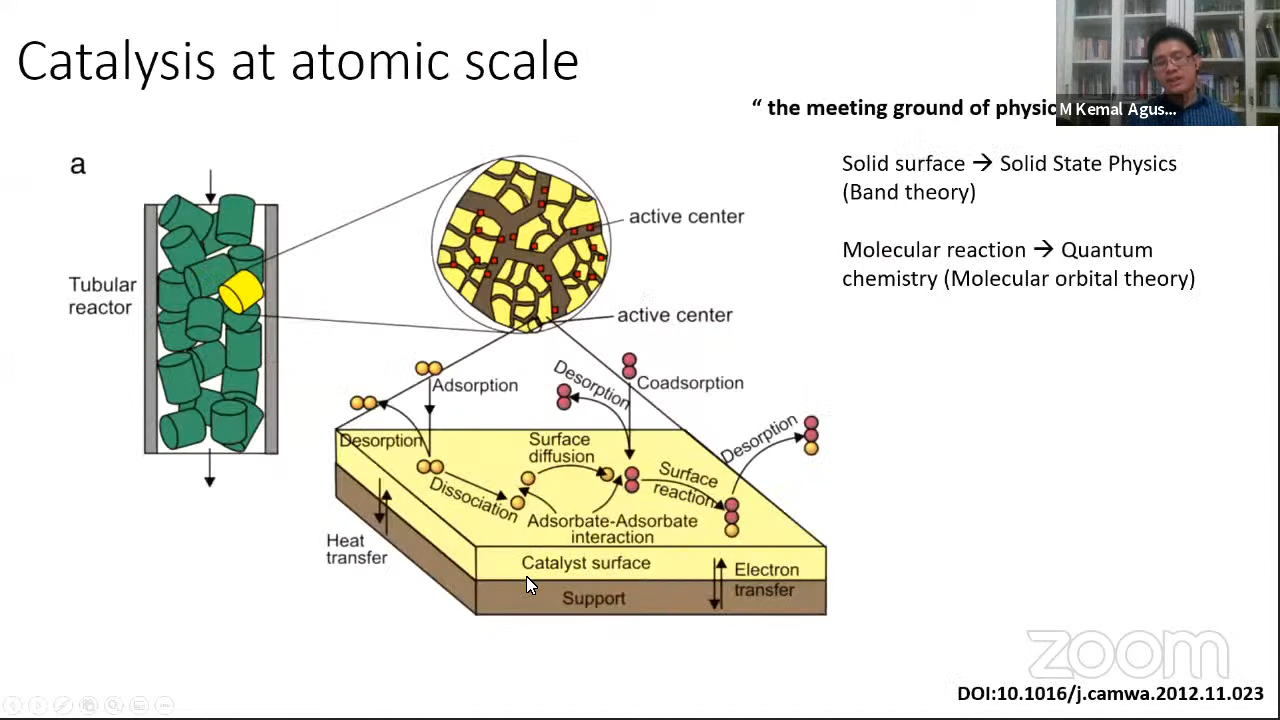 Catalysis at atomic scale
“ the meeting ground of physic
M Kemal Agus...
a
Solid surface → Solid State Physics
(Band theory)
Molecular reaction → Quantum
chemistry (Molecular orbital theory)
Tubular
reactor
active center
active center
Adsorption
Desorption
Coadsorption
Desorption
Surface
diffusion
Dissociation
Surface
reaction
Desorption
Adsorbate-Adsorbate
interaction
Heat
transfer
Catalyst surface
Electron
transfer
Support
zoom
DOI:10.1016/j.camwa.2012.11.023